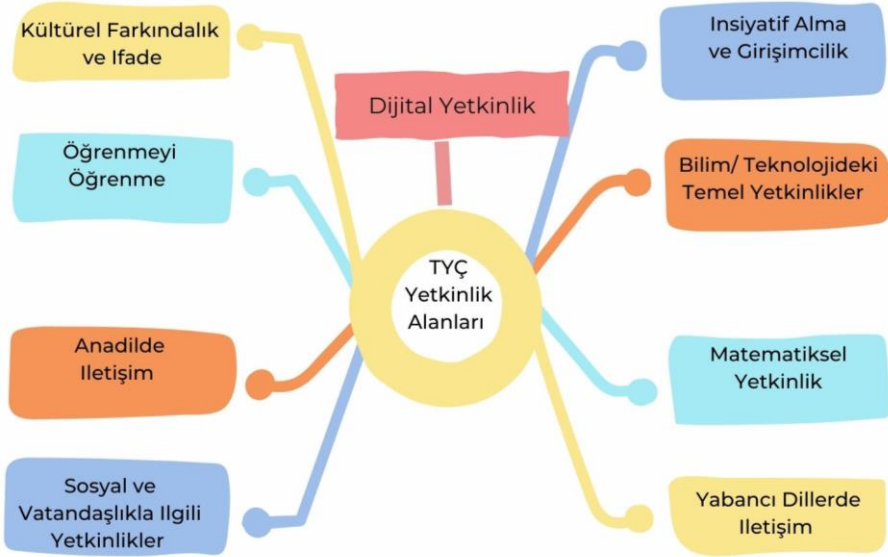 Kültürel Farkındalık
ve Ifade
Dijital Yetkinlik
Insiyatif Alma
ve Girişimcilik
Öğrenmeyi
Öğrenme
Bilim/ Teknolojideki
Temel Yetkinlikler
TYÇ
Yetkinlik
Alanları
Anadilde
Iletişim
Matematiksel
Yetkinlik
Sosyal ve
Vatandaşlıkla Ilgili
Yetkinlikler
Yabancı Dillerde
Iletişim